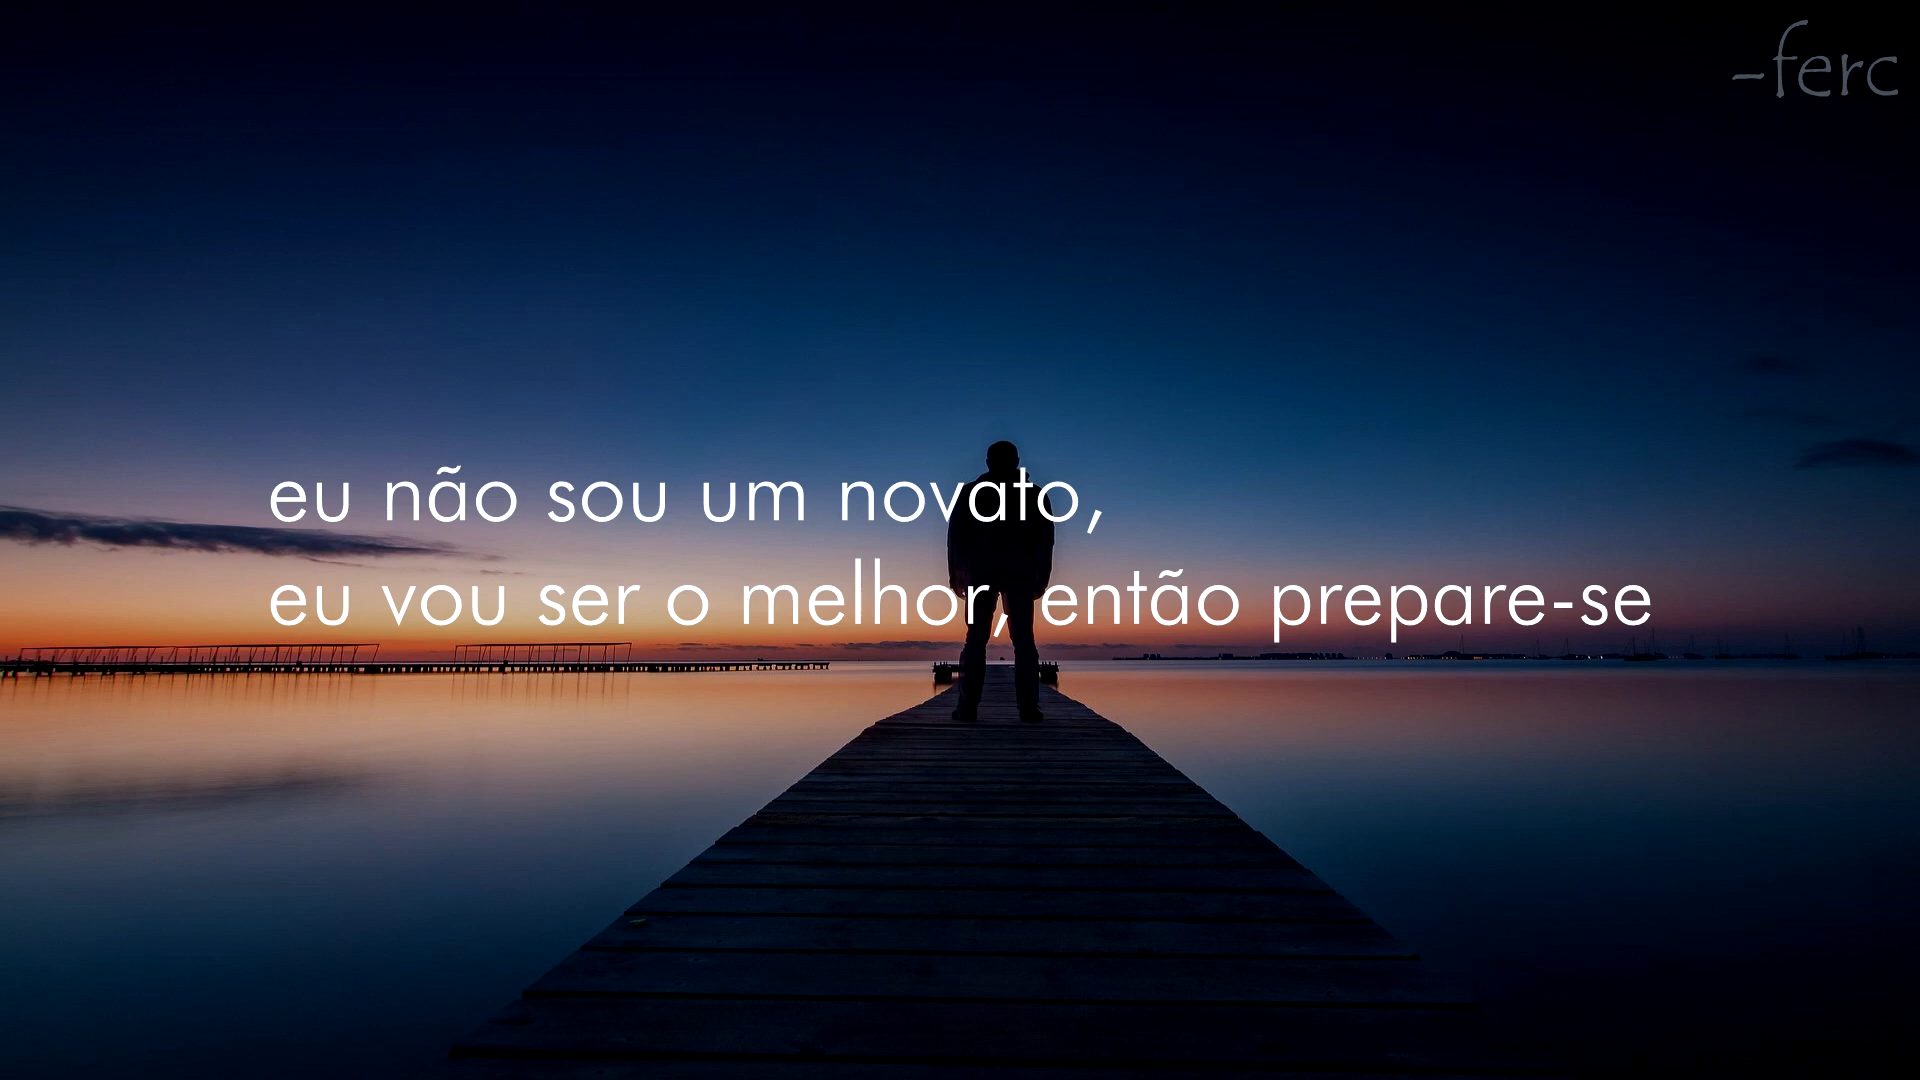 -ferc
eu não sou um novato,
eu vou ser o melhor, então prepare-se